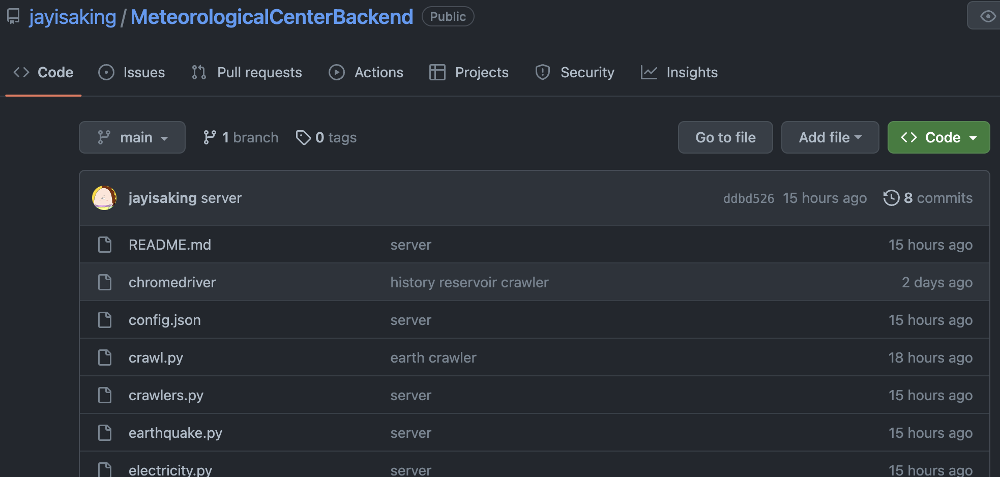 jayisaking / MeteorologicalCenterBackend Public
Code Issues Pull requests Actions Projects Security Insights
main 1 branch 0 tags Go to file Add file Code
jayisaking server ddbd526 15 hours ago 8 commits
README.md server 15 hours ago
chromedriver history reservoir crawler 2 days ago
config.json server 15 hours ago
crawl.py earth crawler 18 hours ago
crawlers.py server 15 hours ago
earthquake.py server 15 hours ago
electricity.py server 15 hours ago